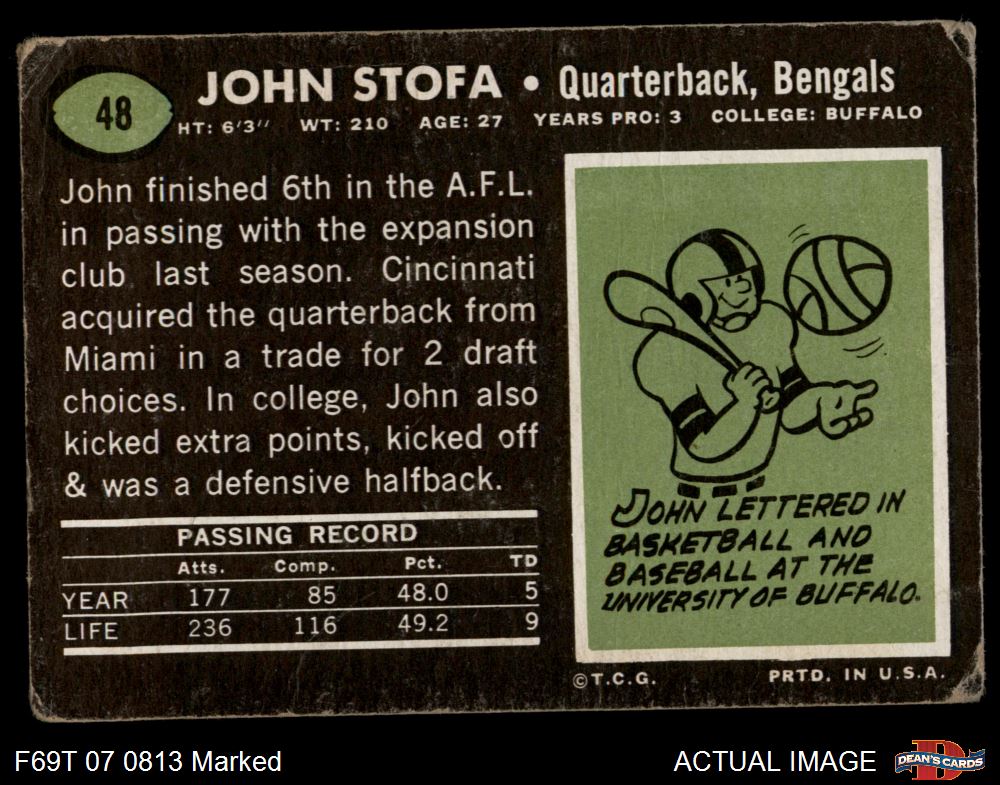 48
JOHN STOFA • Quarterback, Bengals
HT: 6'3" WT: 210 AGE: 27 YEARS PRO: 3 COLLEGE: BUFFALO
John finished 6th in the A.F.L.
in passing with the expansion
club last season. Cincinnati
acquired the quarterback from
Miami in a trade for 2 draft
choices. In college, John also
kicked extra points, kicked off
& was a defensive halfback.
PASSING RECORD
Atts. Comp. Pct. TD
YEAR 177 85 48.0 5
LIFE 236 116 49.2 9
JOHN LETTERED IN
BASKETBALL AND
BASEBALL AT THE
UNIVERSITY OF BUFFALO.
©T.C.G. PRTD. IN U.S.A.
F69T 07 0813 Marked
ACTUAL IMAGE
D
DEAN'S CARDS